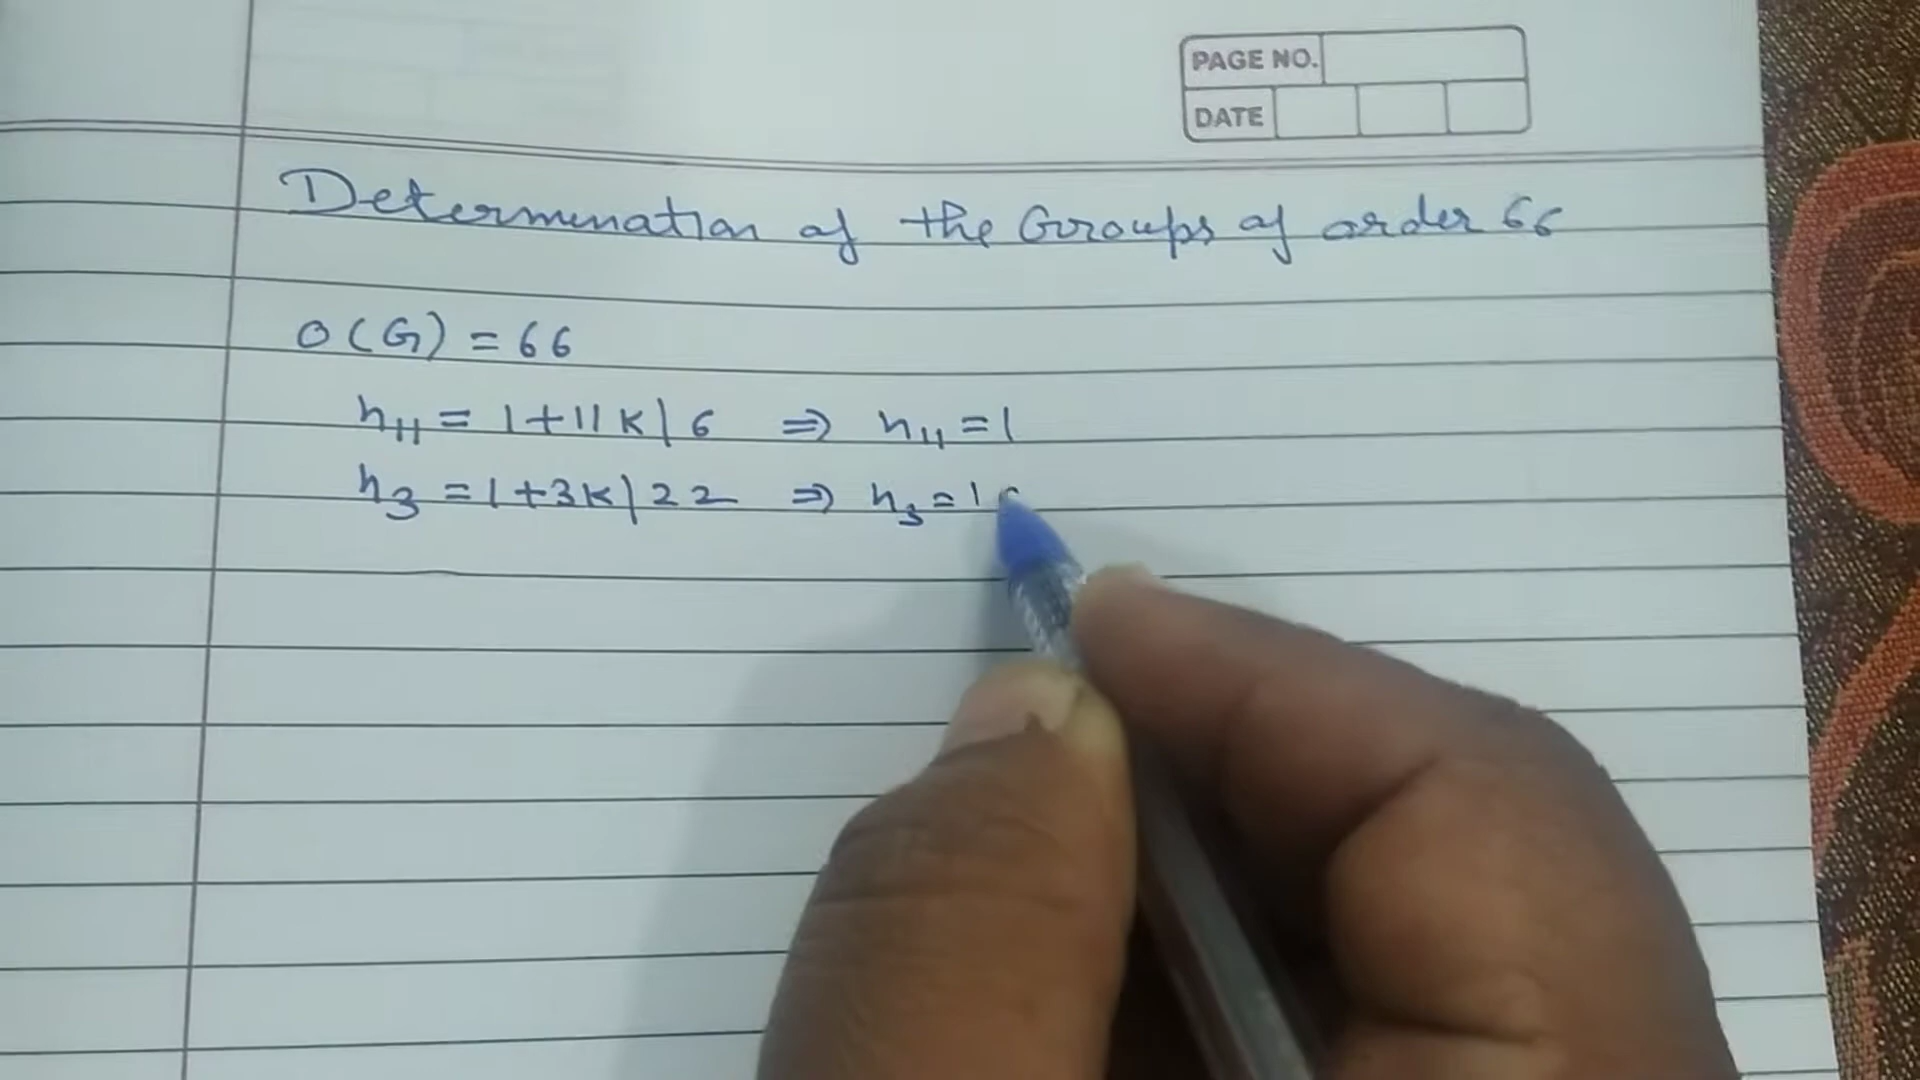 PAGE NO.
DATE
Determination of the Groups of order 66
O(G) = 66
n₁₁ = 1+11K|6 ⇒ n₁₁ = 1
n₃ = 1+3K|22 ⇒ n₃ = 1